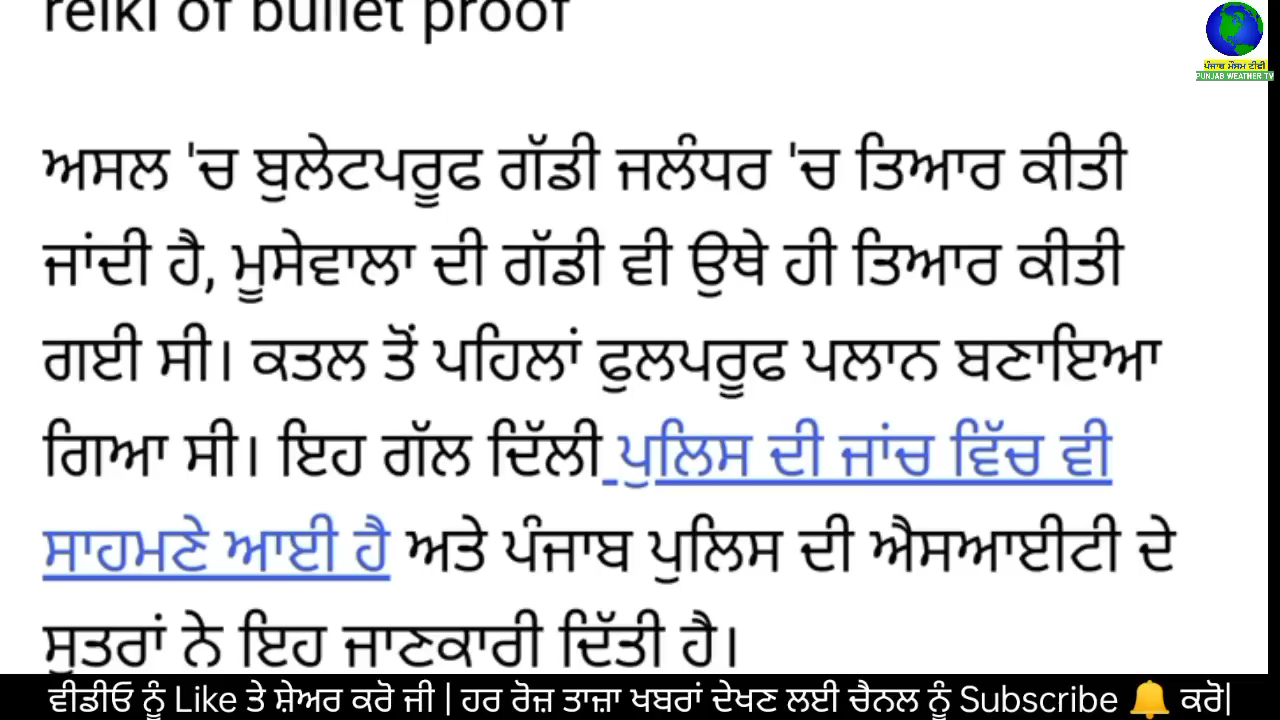 reiki of bullet proof
ਪੰਜਾਬ ਮੌਸਮ ਟੀਵੀ
PUNJAB WEATHER TV
ਅਸਲ 'ਚ ਬੁਲੇਟਪਰੂਫ ਗੱਡੀ ਜਲੰਧਰ 'ਚ ਤਿਆਰ ਕੀਤੀ
ਜਾਂਦੀ ਹੈ, ਮੂਸੇਵਾਲਾ ਦੀ ਗੱਡੀ ਵੀ ਉਥੇ ਹੀ ਤਿਆਰ ਕੀਤੀ
ਗਈ ਸੀ। ਕਤਲ ਤੋਂ ਪਹਿਲਾਂ ਫੁਲਪਰੂਫ ਪਲਾਨ ਬਣਾਇਆ
ਗਿਆ ਸੀ। ਇਹ ਗੱਲ ਦਿੱਲੀ ਪੁਲਿਸ ਦੀ ਜਾਂਚ ਵਿੱਚ ਵੀ
ਸਾਹਮਣੇ ਆਈ ਹੈ ਅਤੇ ਪੰਜਾਬ ਪੁਲਿਸ ਦੀ ਐਸਆਈਟੀ ਦੇ
ਸੂਤਰਾਂ ਨੇ ਇਹ ਜਾਣਕਾਰੀ ਦਿੱਤੀ ਹੈ।
ਵੀਡੀਓ ਨੂੰ Like ਤੇ ਸ਼ੇਅਰ ਕਰੋ ਜੀ | ਹਰ ਰੋਜ਼ ਤਾਜ਼ਾ ਖਬਰਾਂ ਦੇਖਣ ਲਈ ਚੈਨਲ ਨੂੰ Subscribe 🔔 ਕਰੋ|